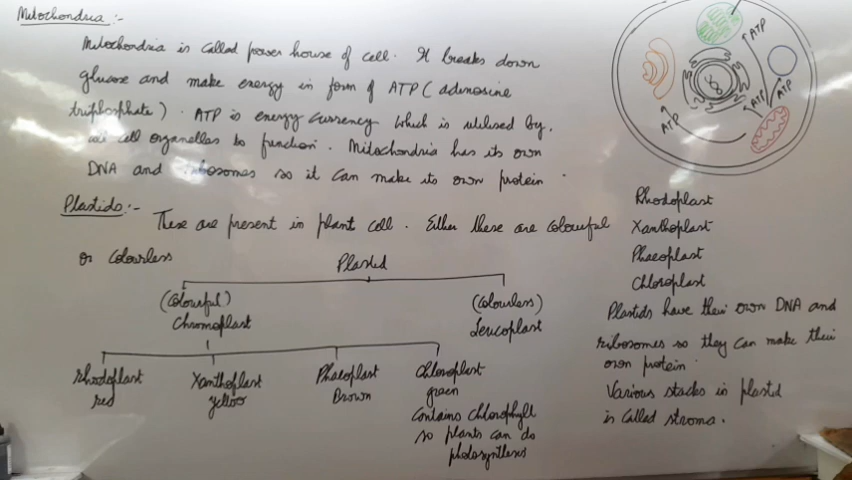 Mitochondria :-
Mitochondria is called power house of cell. It breaks down
glucose and make energy in form of ATP (adenosine
triphosphate). ATP is energy currency which is utilised by
cell organelles to function. Mitochondria has its own
DNA and ribosomes so it can make its own protein.
Plastids :-
These are present in plant cell. Either these are colourful
or colourless
Plasted
(Colourful)
Chromoplast
(Colourless)
Leucoplast
Rhodoplast
red
Xanthoplast
yellow
Phaeoplast
Brown
Chloroplast
green
Contains chlorophyll
so plants can do
photosynthesis
ATP
ATP
ATP
ATP
Rhodoplast
Xanthoplast
Phaeoplast
Chloroplast
Plastids have their own DNA and
ribosomes so they can make their
own protein.
Various stacks in plasted
is called stroma.